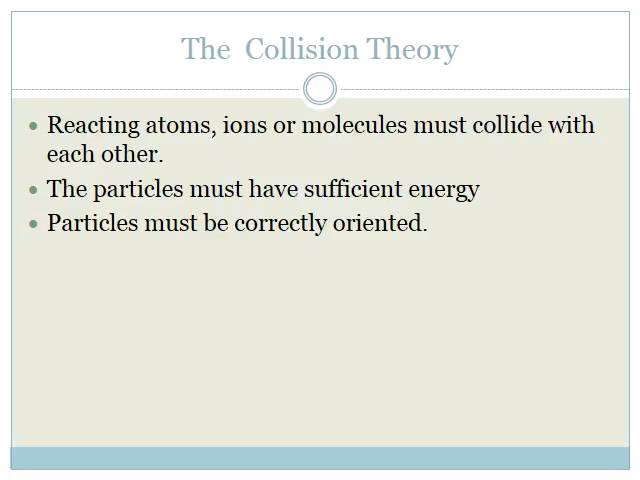 The  Collision Theory
• Reacting atoms, ions or molecules must collide with
each other.
• The particles must have sufficient energy
• Particles must be correctly oriented.